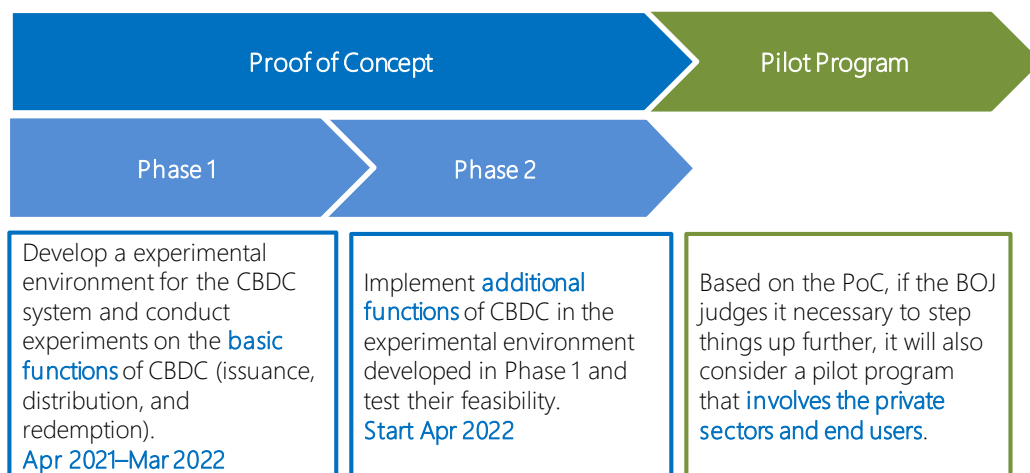 Proof of Concept
Pilot Program
Phase 1
Phase 2
Develop a experimental
environment for the CBDC
system and conduct
experiments on the basic
functions of CBDC (issuance,
distribution, and
redemption).
Apr 2021–Mar 2022
Implement additional
functions of CBDC in the
experimental environment
developed in Phase 1 and
test their feasibility.
Start Apr 2022
Based on the PoC, if the BOJ
judges it necessary to step
things up further, it will also
consider a pilot program
that involves the private
sectors and end users.